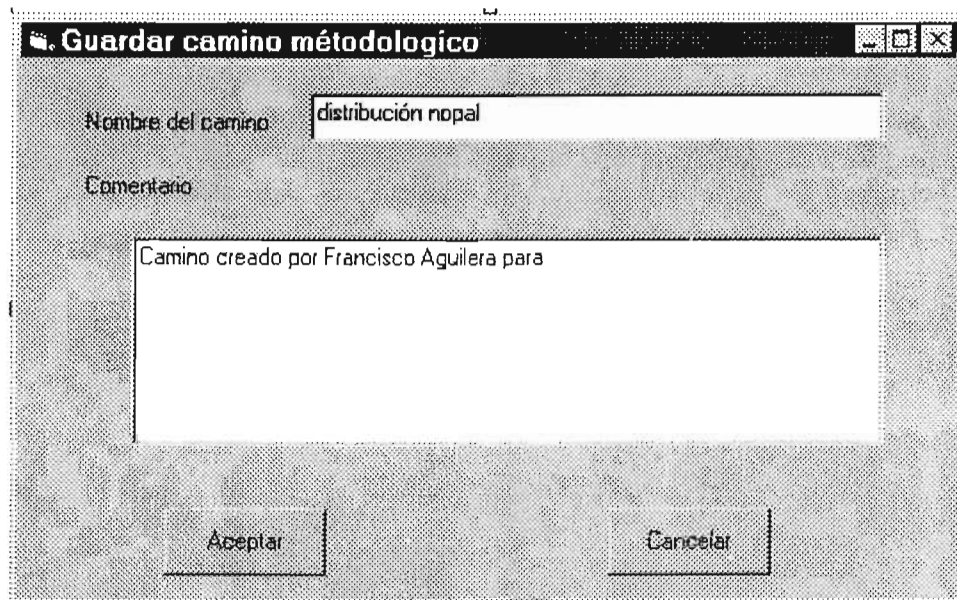 Guardar camino métodologico
Nombre del camino
distribución nopal
Comentario
Camino creado por Francisco Aguilera para
Aceptar
Cancelar